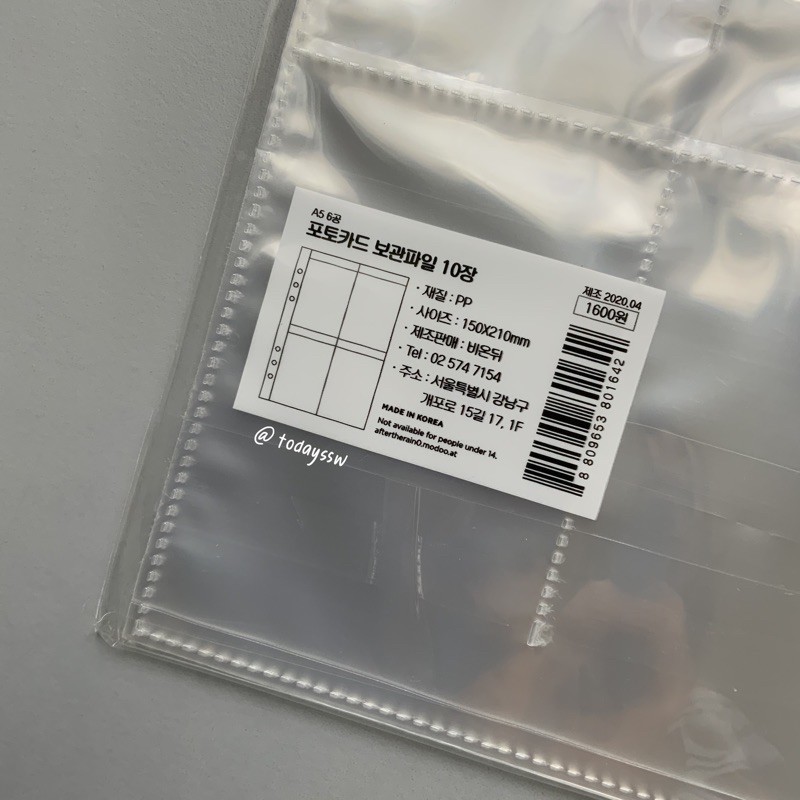 A5 6공
포토카드 보관파일 10장
· 재질 : PP
· 사이즈 : 150X210mm
· 제조판매 : 비온뒤
· Tel : 02 574 7154
· 주소 : 서울특별시 강남구
개포로 15길 17, 1F
MADE IN KOREA
Not available for people under 14.
aftertherain0.modoo.at
제조 2020.04
1600원
8 809653 801642
@ todayssw